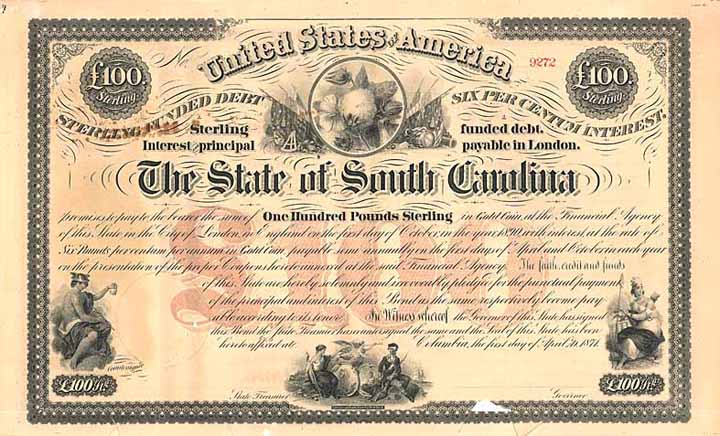 United States of America
No.
9272
£100.
Sterling
£100.
Sterling
STERLING FUNDED DEBT
SIX PER CENTUM INTEREST.
Sterling funded debt.
Interest and principal payable in London.
The State of South Carolina
promises to pay to the bearer the sum of One Hundred Pounds Sterling in Gold Coin, at the Financial Agency
of this State in the City of London, in England on the first day of October in the year 1890, with interest, at the rate of
Six Pounds per centum per annum in Gold Coin payable semi annually on the first days of April and October in each year
on the presentation of the proper Coupons hereto annexed at the said Financial Agency. The faith, credit and funds
of this State are hereby solemnly and irrevocably pledged for the punctual payment
of the principal and interest of this Bond as the same respectively become pay-
able according to its tenor. In Witness whereof the Governor of this State has signed
this Bond the State Treasurer has countersigned the same and the Seal of this State has been
hereto affixed at Columbia, the first day of April, 1871.
Countersigned
£100 Stg.
£100 Stg.
State Treasurer
Governor